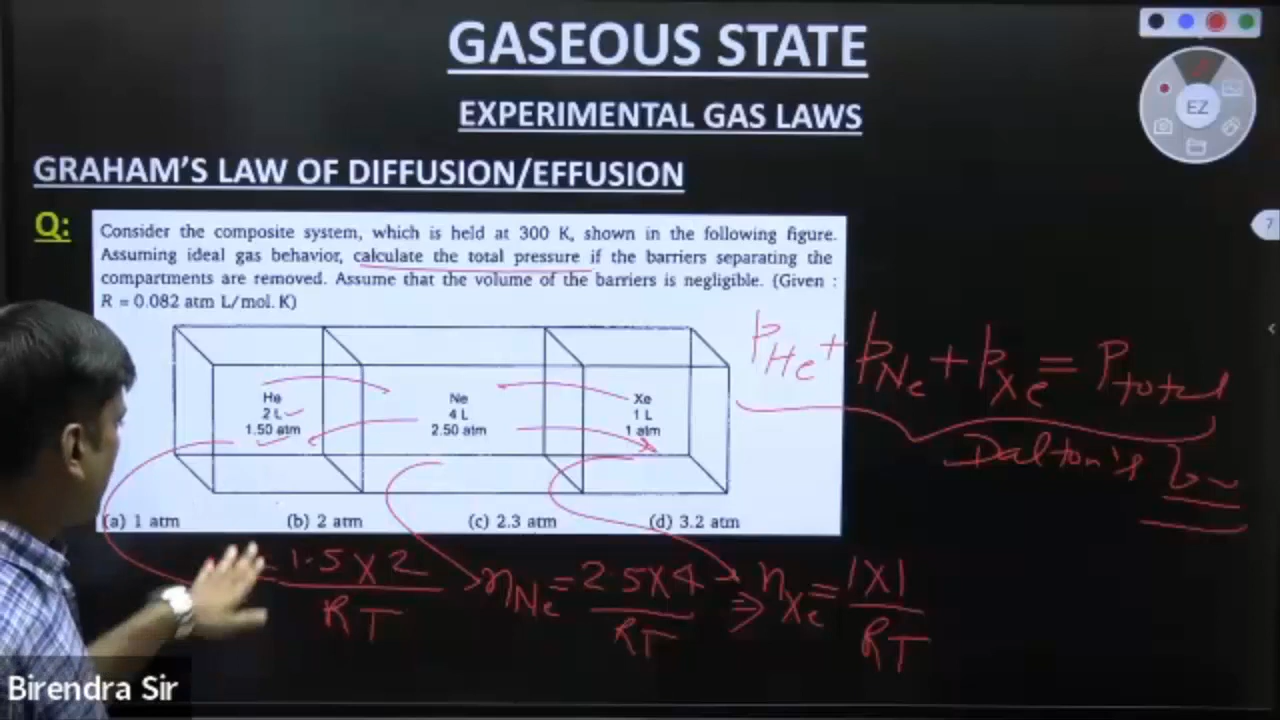 GASEOUS STATE
EXPERIMENTAL GAS LAWS
GRAHAM'S LAW OF DIFFUSION/EFFUSION
Q:
Consider the composite system, which is held at 300 K, shown in the following figure.
Assuming ideal gas behavior, calculate the total pressure if the barriers separating the
compartments are removed. Assume that the volume of the barriers is negligible. (Given :
R = 0.082 atm L/mol. K)
He
2 L
1.50 atm
Ne
4 L
2.50 atm
Xe
1 L
1 atm
(a) 1 atm (b) 2 atm (c) 2.3 atm (d) 3.2 atm
pHe + pNe + pXe = Ptotal
Dalton's
= 1.5 X 2 / RT
nNe = 2.5 X 4 / RT
⇒ nXe = 1 X 1 / RT
EZ
7
Birendra Sir